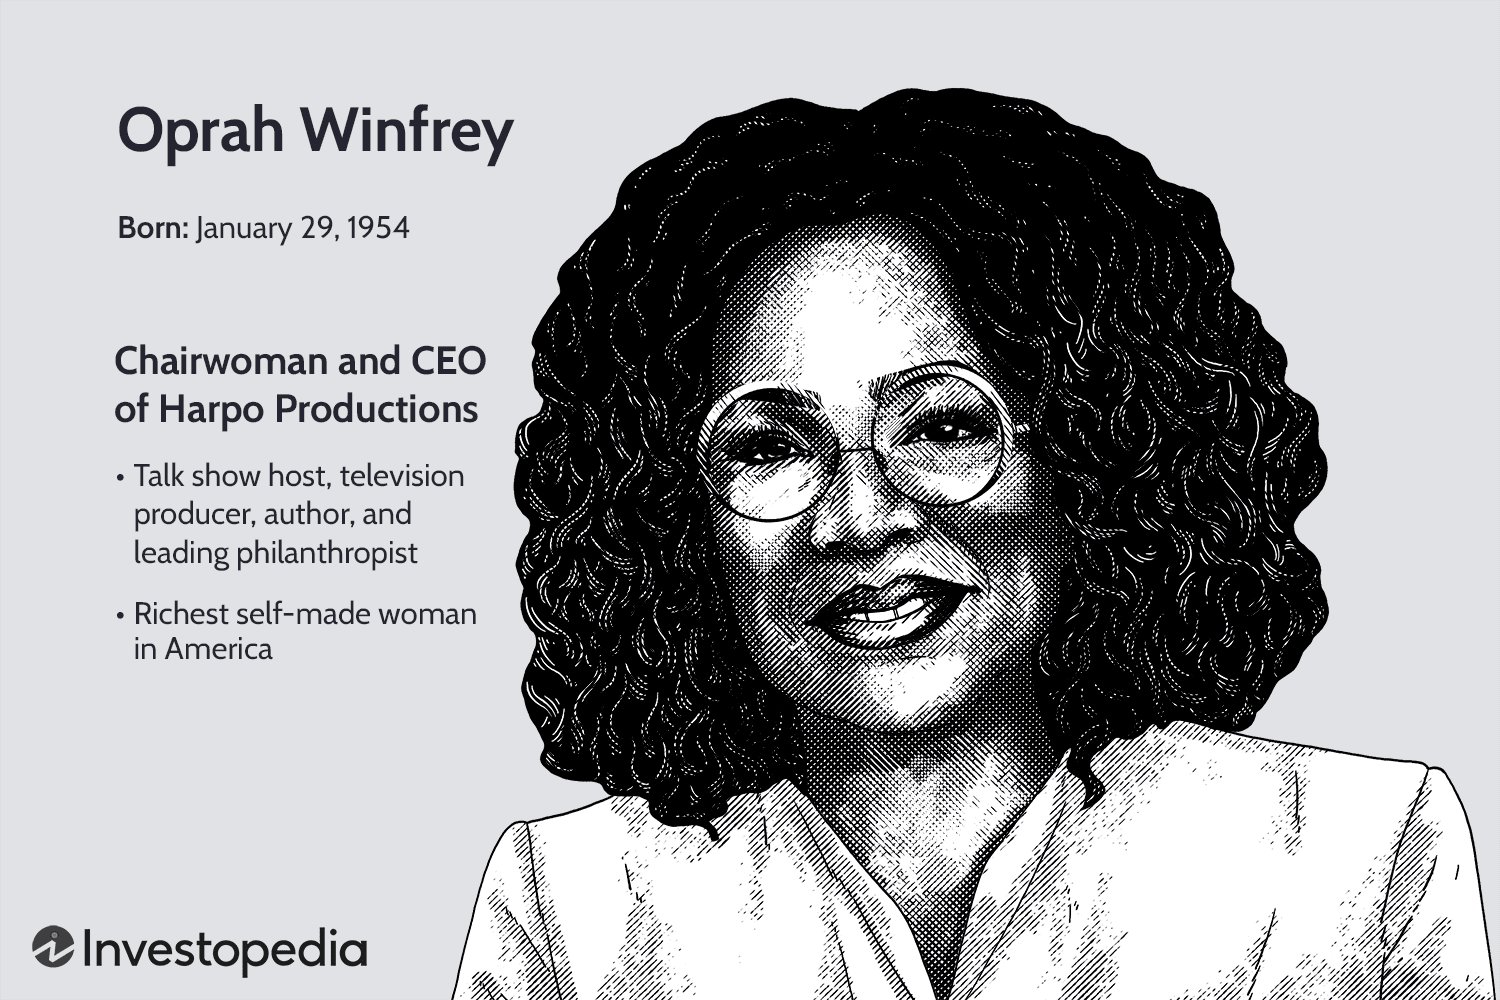 Oprah Winfrey
Born: January 29, 1954
Chairwoman and CEO
of Harpo Productions
• Talk show host, television
producer, author, and
leading philanthropist
• Richest self-made woman
in America
Investopedia